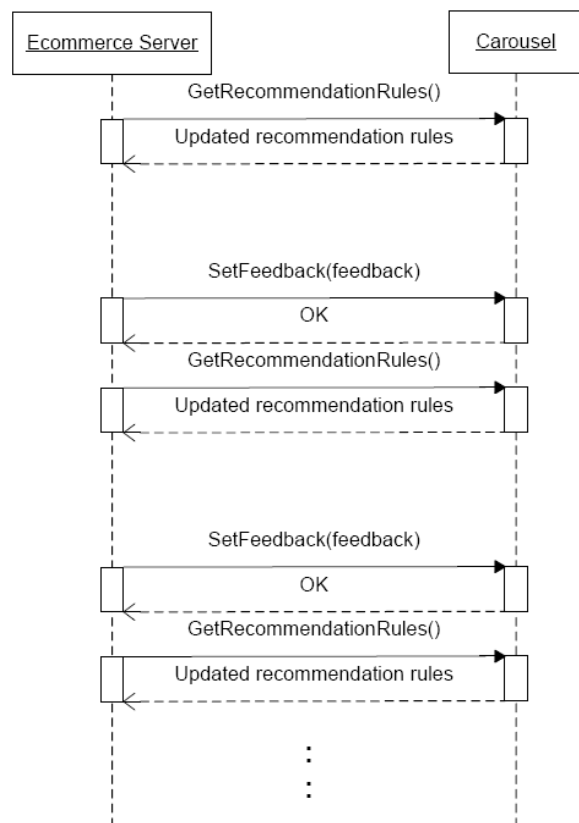 Ecommerce Server
Carousel
GetRecommendationRules()
Updated recommendation rules
SetFeedback(feedback)
OK
GetRecommendationRules()
Updated recommendation rules
SetFeedback(feedback)
OK
GetRecommendationRules()
Updated recommendation rules
:
: